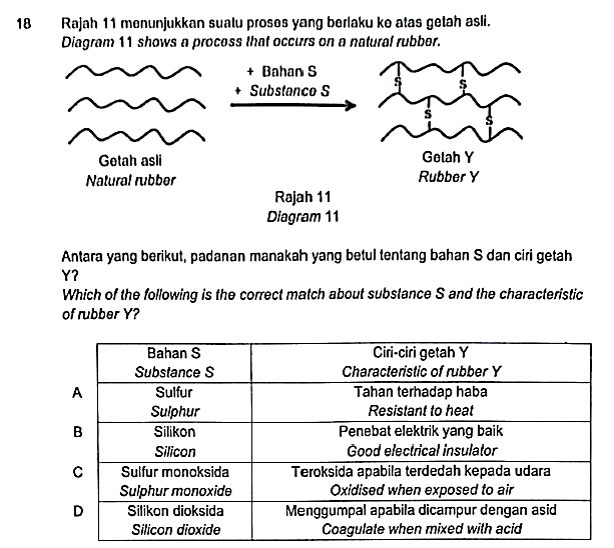 18 Rajah 11 menunjukkan suatu proses yang berlaku ke atas getah asli.
Diagram 11 shows a process that occurs on a natural rubber.
+ Bahan S
+ Substance S
S S
S S
Getah asli Getah Y
Natural rubber Rubber Y
Rajah 11
Diagram 11
Antara yang berikut, padanan manakah yang betul tentang bahan S dan ciri getah
Y?
Which of the following is the correct match about substance S and the characteristic
of rubber Y?
Bahan S Ciri-ciri getah Y
Substance S Characteristic of rubber Y
A Sulfur Tahan terhadap haba
Sulphur Resistant to heat
B Silikon Penebat elektrik yang baik
Silicon Good electrical insulator
C Sulfur monoksida Teroksida apabila terdedah kepada udara
Sulphur monoxide Oxidised when exposed to air
D Silikon dioksida Menggumpal apabila dicampur dengan asid
Silicon dioxide Coagulate when mixed with acid